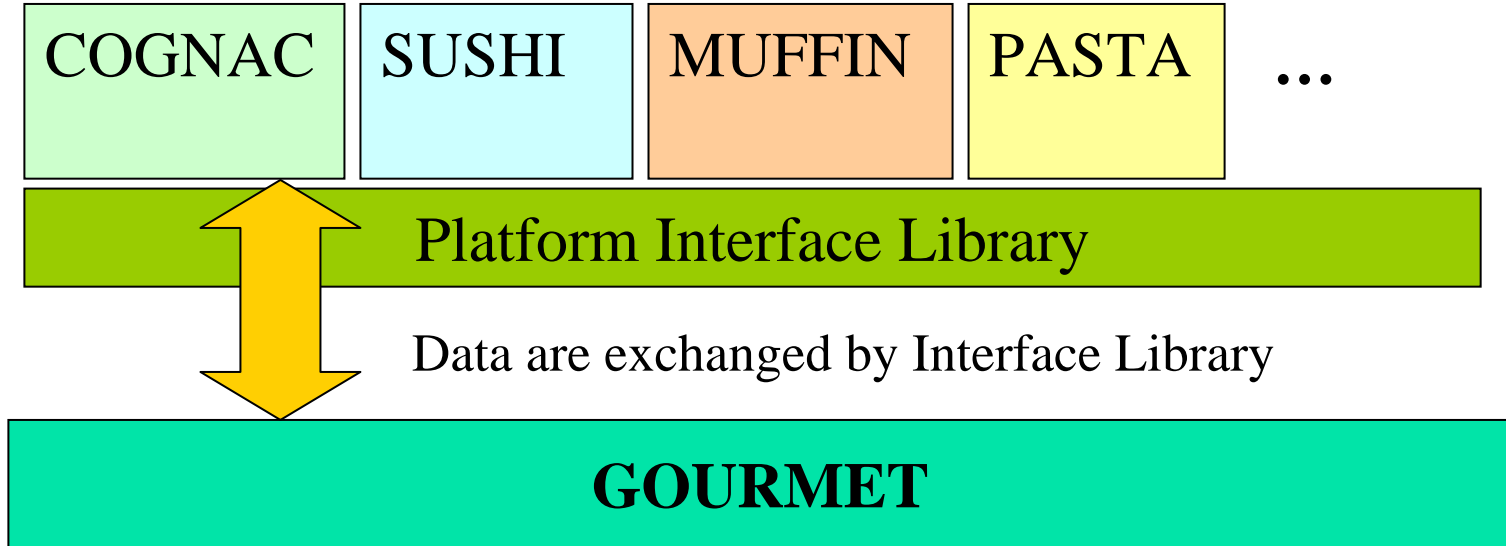 COGNAC SUSHI MUFFIN PASTA ...
Platform Interface Library
Data are exchanged by Interface Library
GOURMET